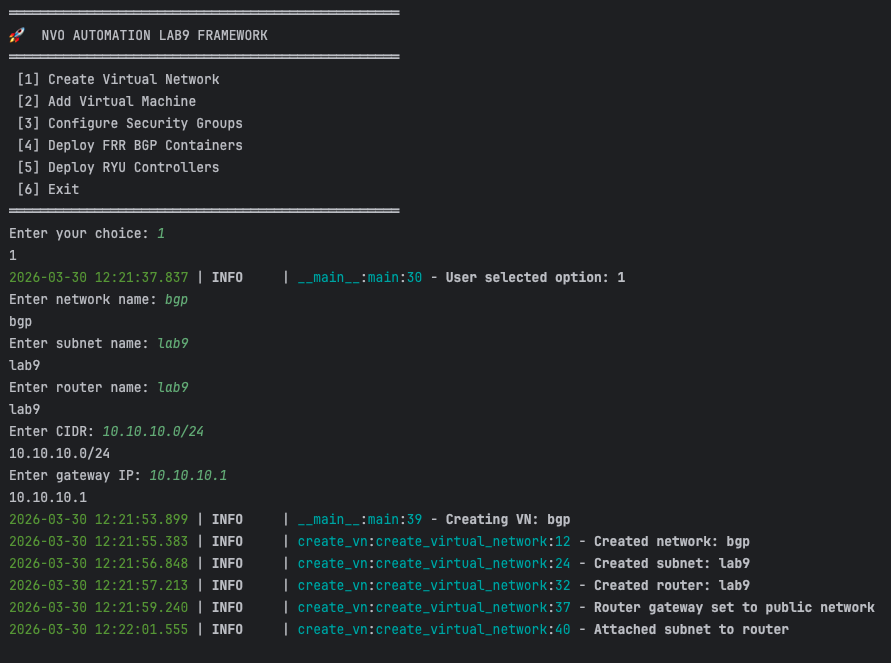 🚀 NVO AUTOMATION LAB9 FRAMEWORK
[1] Create Virtual Network
[2] Add Virtual Machine
[3] Configure Security Groups
[4] Deploy FRR BGP Containers
[5] Deploy RYU Controllers
[6] Exit
Enter your choice: 1
1
2026-03-30 12:21:37.837 | INFO     | __main__:main:30 - User selected option: 1
Enter network name: bgp
bgp
Enter subnet name: lab9
lab9
Enter router name: lab9
lab9
Enter CIDR: 10.10.10.0/24
10.10.10.0/24
Enter gateway IP: 10.10.10.1
10.10.10.1
2026-03-30 12:21:53.899 | INFO     | __main__:main:39 - Creating VN: bgp
2026-03-30 12:21:55.383 | INFO     | create_vn:create_virtual_network:12 - Created network: bgp
2026-03-30 12:21:56.848 | INFO     | create_vn:create_virtual_network:24 - Created subnet: lab9
2026-03-30 12:21:57.213 | INFO     | create_vn:create_virtual_network:32 - Created router: lab9
2026-03-30 12:21:59.240 | INFO     | create_vn:create_virtual_network:37 - Router gateway set to public network
2026-03-30 12:22:01.555 | INFO     | create_vn:create_virtual_network:40 - Attached subnet to router